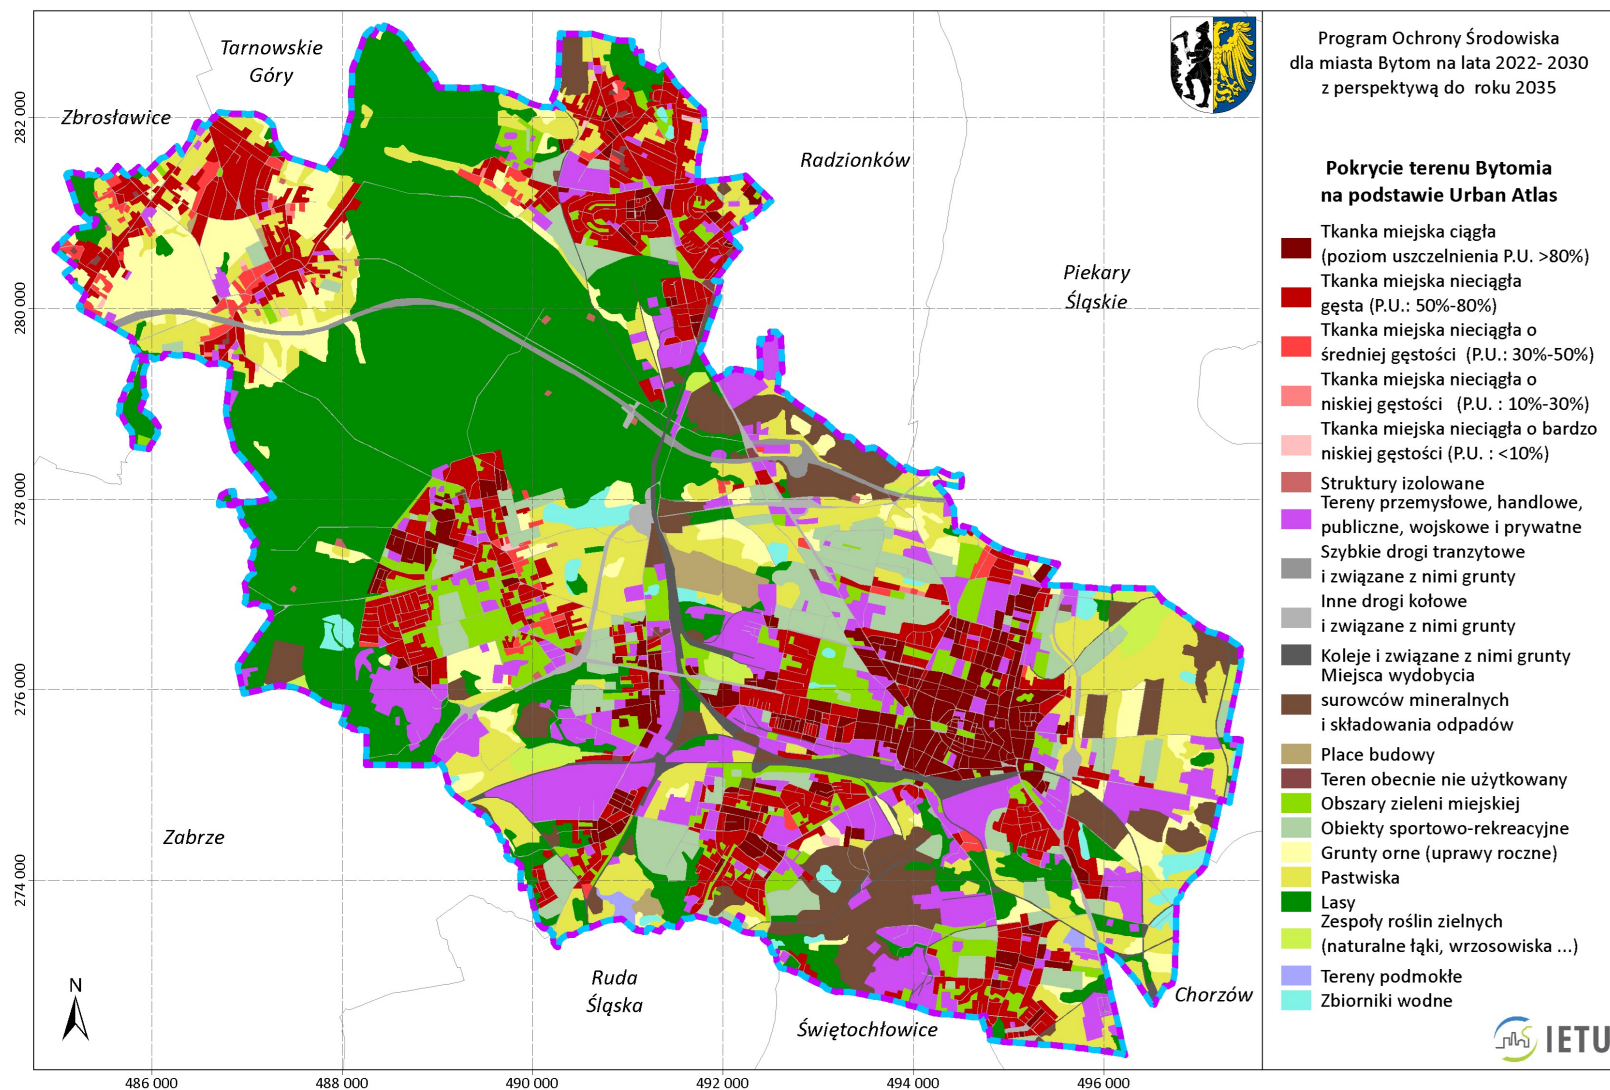 Program Ochrony Środowiska
dla miasta Bytom na lata 2022- 2030
z perspektywą do roku 2035
Pokrycie terenu Bytomia
na podstawie Urban Atlas
Tkanka miejska ciągła
(poziom uszczelnienia P.U. >80%)
Tkanka miejska nieciągła
gęsta (P.U.: 50%-80%)
Tkanka miejska nieciągła o
średniej gęstości (P.U.: 30%-50%)
Tkanka miejska nieciągła o
niskiej gęstości (P.U. : 10%-30%)
Tkanka miejska nieciągła o bardzo
niskiej gęstości (P.U. : <10%)
Struktury izolowane
Tereny przemysłowe, handlowe,
publiczne, wojskowe i prywatne
Szybkie drogi tranzytowe
i związane z nimi grunty
Inne drogi kołowe
i związane z nimi grunty
Koleje i związane z nimi grunty
Miejsca wydobycia
surowców mineralnych
i składowania odpadów
Place budowy
Teren obecnie nie użytkowany
Obszary zieleni miejskiej
Obiekty sportowo-rekreacyjne
Grunty orne (uprawy roczne)
Pastwiska
Lasy
Zespoły roślin zielnych
(naturalne łąki, wrzosowiska ...)
Tereny podmokłe
Zbiorniki wodne
IETU
Tarnowskie
Góry
Zbrosławice
Radzionków
Piekary
Śląskie
Zabrze
Ruda
Śląska
Świętochłowice
Chorzów
N
282 000
280 000
278 000
276 000
274 000
486 000
488 000
490 000
492 000
494 000
496 000